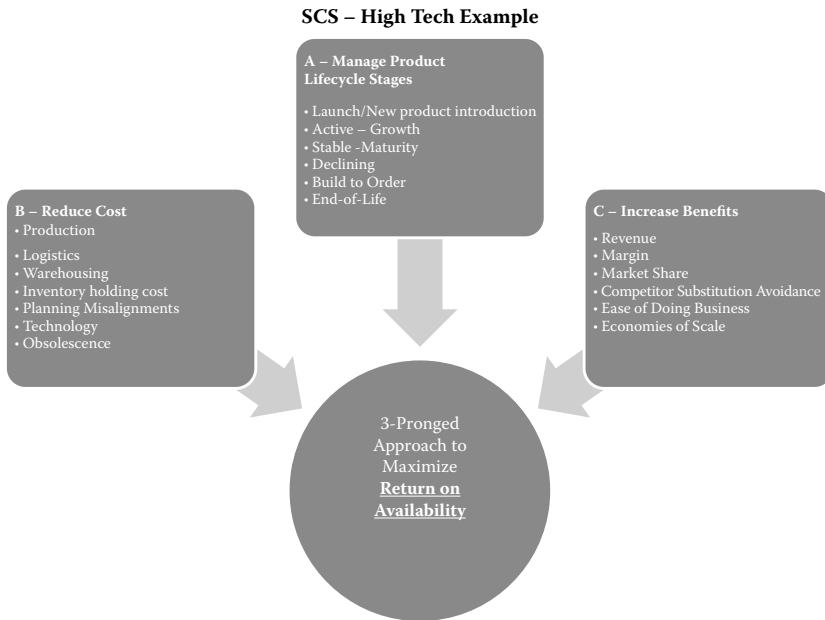 SCS – High Tech Example
A – Manage Product
Lifecycle Stages
• Launch/New product introduction
• Active – Growth
• Stable -Maturity
• Declining
• Build to Order
• End-of-Life
B – Reduce Cost
• Production
• Logistics
• Warehousing
• Inventory holding cost
• Planning Misalignments
• Technology
• Obsolescence
C – Increase Benefits
• Revenue
• Margin
• Market Share
• Competitor Substitution Avoidance
• Ease of Doing Business
• Economies of Scale
3-Pronged
Approach to
Maximize
Return on
Availability